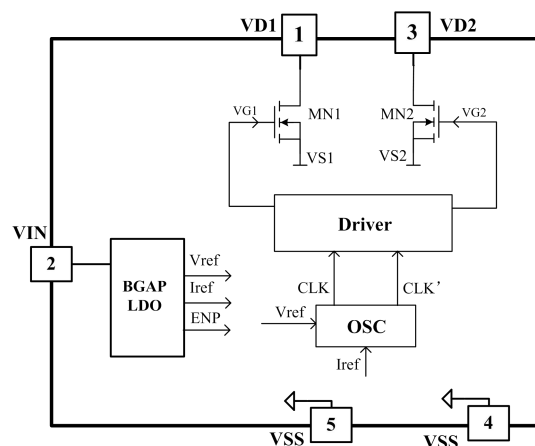 VD1 1 3 VD2
VG1 MN1 MN2 VG2
VS1 VS2
Driver
VIN
2
BGAP
LDO
Vref
Iref
ENP
CLK CLK'
Vref
OSC
Iref
5 4
VSS VSS